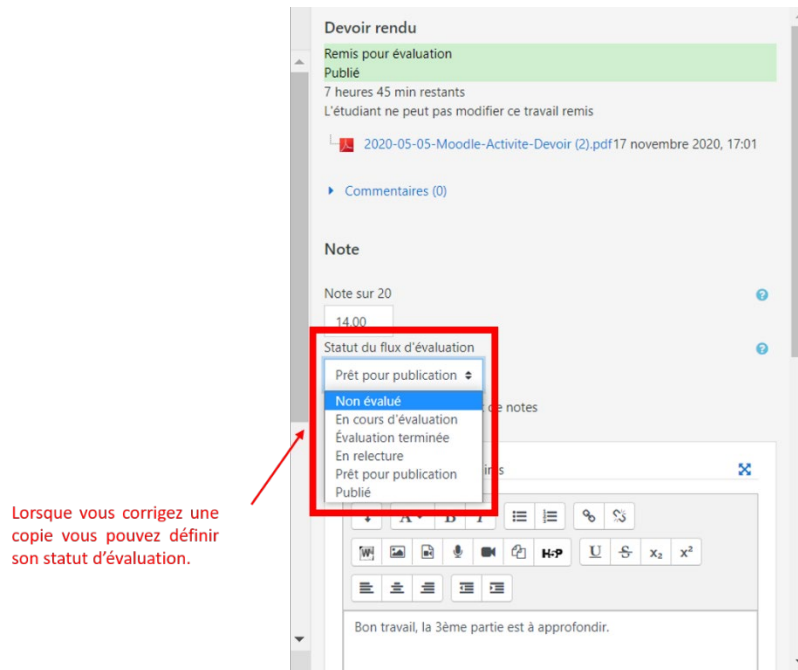 Devoir rendu
Remis pour évaluation
Publié
7 heures 45 min restants
L'étudiant ne peut pas modifier ce travail remis
2020-05-05-Moodle-Activite-Devoir (2).pdf17 novembre 2020, 17:01
Commentaires (0)
Note
Note sur 20
14.00
Statut du flux d'évaluation
Prêt pour publication
Non évalué
de notes
En cours d'évaluation
Évaluation terminée
En relecture
Prêt pour publication
Publié
Lorsque vous corrigez une
copie vous pouvez définir
son statut d'évaluation.
A B I
W H-P U S x₂ x²
Bon travail, la 3ème partie est à approfondir.